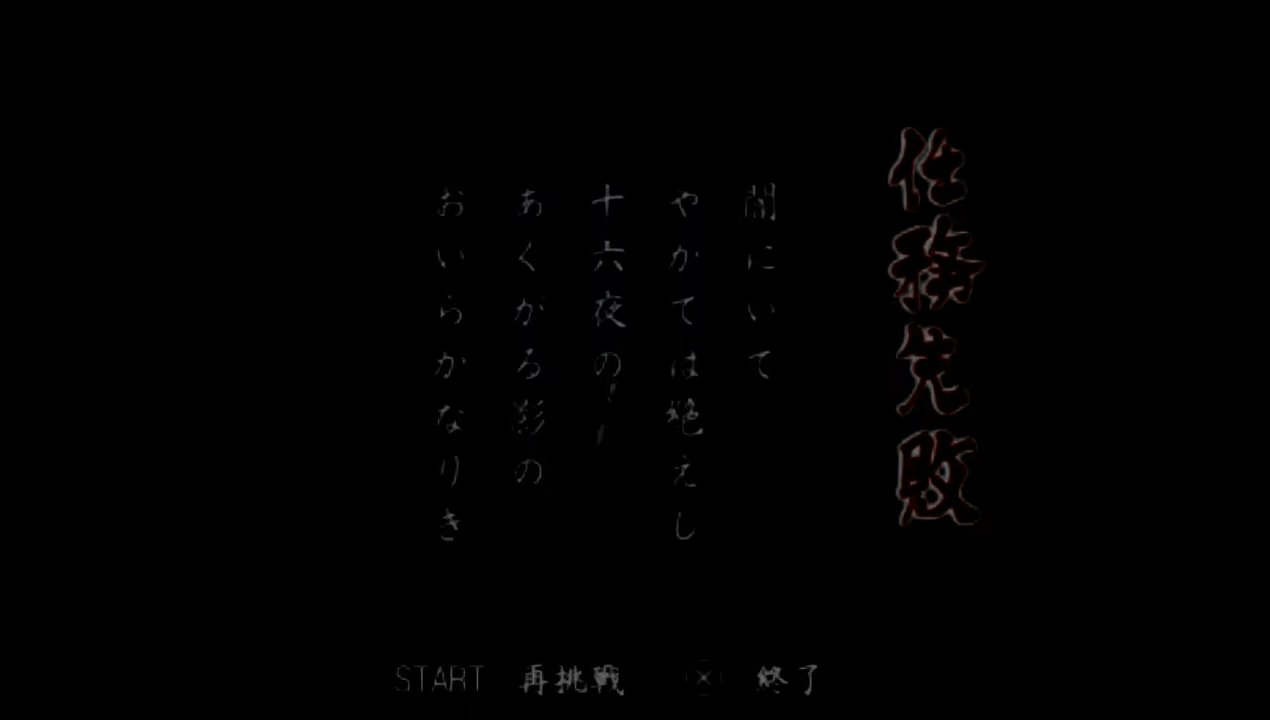 任務失敗
闇にいて
やかては絶えし
十六夜の
あくがる影の
おいらかなりき
START 再挑戦 ⊗ 終了